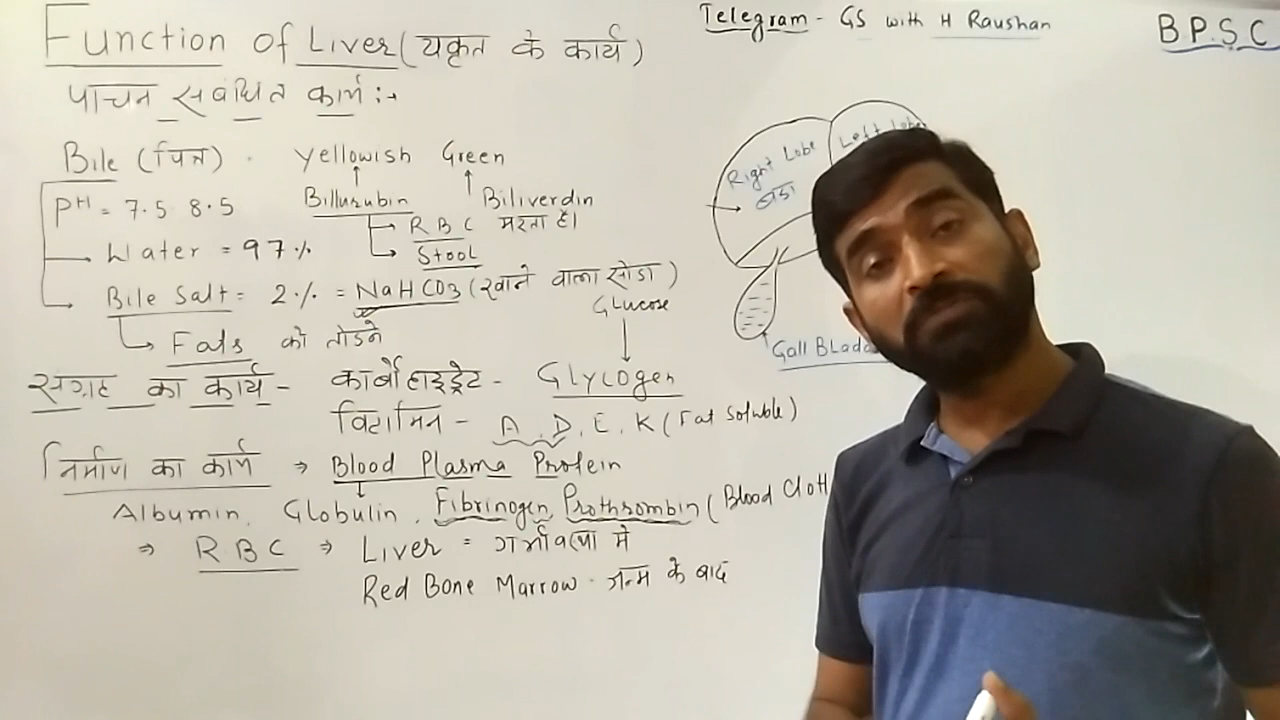 Function of Liver (यकृत के कार्य)
Telegram - GS with H Raushan
B.P.S.C
पाचन संबंधित कार्य :-
Bile (पित्त) . Yellowish Green
Billurubin Biliverdin
PH = 7.5 8.5
RBC मरता है।
Water = 97%
Stool
Bile Salt = 2% = NaHCO3 (खाने वाला सोडा)
Fats को तोड़ने
Glucose
संग्रह का कार्य - कार्बोहाइड्रेट - Glycogen
विटामिन - A, D, E, K (Fat Soluble)
निर्माण का कार्य ⇒ Blood Plasma Protein
Albumin, Globulin, Fibrinogen, Prothrombin (Blood Clott
⇒ RBC ⇒ Liver = गर्भावस्था में
Red Bone Marrow - जन्म के बाद
Right Lobe
बड़ा
Left Lobe
Gall Bladd